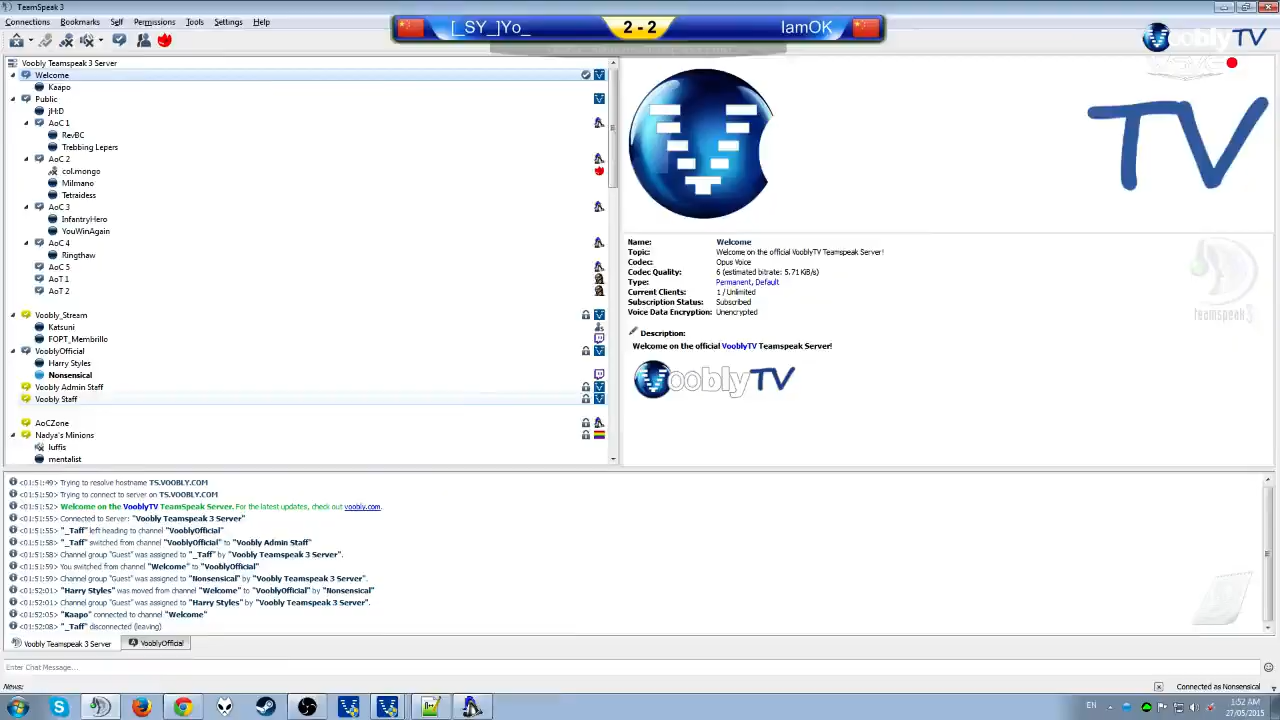 TeamSpeak 3
Connections Bookmarks Self Permissions Tools Settings Help
[_SY_]Yo_ 2 - 2 IamOK
VooblyTV
TV
Voobly Teamspeak 3 Server
Welcome
Kaapo
Public
jH:D
AoC 1
RevBC
Trebbing Lepers
AoC 2
col.mongo
Milmano
Tetraidess
AoC 3
InfantryHero
YouWinAgain
AoC 4
Ringthaw
AoC 5
AoT 1
AoT 2
Voobly_Stream
Katsuni
FOPT_Membrillo
VooblyOfficial
Harry Styles
Nonsensical
Voobly Admin Staff
Voobly Staff
AoCZone
Nadya's Minions
luffis
mentalist
Name: Welcome
Topic: Welcome on the official VooblyTV Teamspeak Server!
Codec: Opus Voice
Codec Quality: 6 (estimated bitrate: 5.71 KiB/s)
Type: Permanent, Default
Current Clients: 1 / Unlimited
Subscription Status: Subscribed
Voice Data Encryption: Unencrypted
Description:
Welcome on the official VooblyTV Teamspeak Server!
VooblyTV
teamspeak3
<01:51:49> Trying to resolve hostname TS.VOOBLY.COM
<01:51:50> Trying to connect to server on TS.VOOBLY.COM
<01:51:52> Welcome on the VooblyTV TeamSpeak Server. For the latest updates, check out voobly.com.
<01:51:55> Connected to Server: "Voobly Teamspeak 3 Server"
<01:51:55> "_Taff" left heading to channel "VooblyOfficial"
<01:51:58> "_Taff" switched from channel "VooblyOfficial" to "Voobly Admin Staff"
<01:51:58> Channel group "Guest" was assigned to "_Taff" by "Voobly Teamspeak 3 Server".
<01:51:59> You switched from channel "Welcome" to "VooblyOfficial"
<01:51:59> Channel group "Guest" was assigned to "Nonsensical" by "Voobly Teamspeak 3 Server".
<01:52:01> "Harry Styles" was moved from channel "Welcome" to "VooblyOfficial" by "Nonsensical"
<01:52:01> Channel group "Guest" was assigned to "Harry Styles" by "Voobly Teamspeak 3 Server".
<01:52:05> "Kaapo" connected to channel "Welcome"
<01:52:08> "_Taff" disconnected (leaving)
Voobly Teamspeak 3 Server VooblyOfficial
Enter Chat Message...
News: Connected as Nonsensical
EN 1:52 AM
27/05/2015